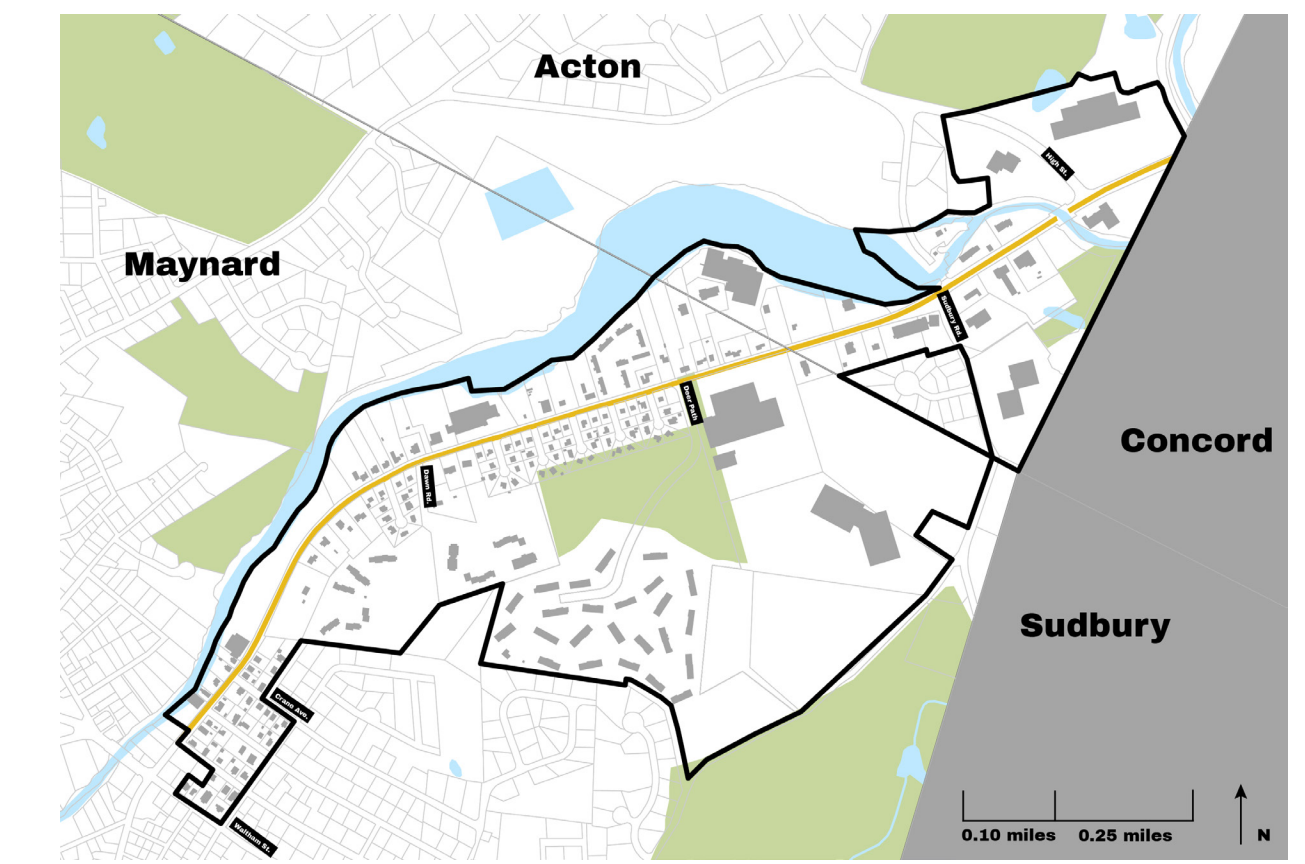 Acton
High St.
Maynard
Sudbury Rd.
Deer Path
Concord
Dawn Rd.
Sudbury
Crane Ave.
Waltham St.
0.10 miles 0.25 miles
N